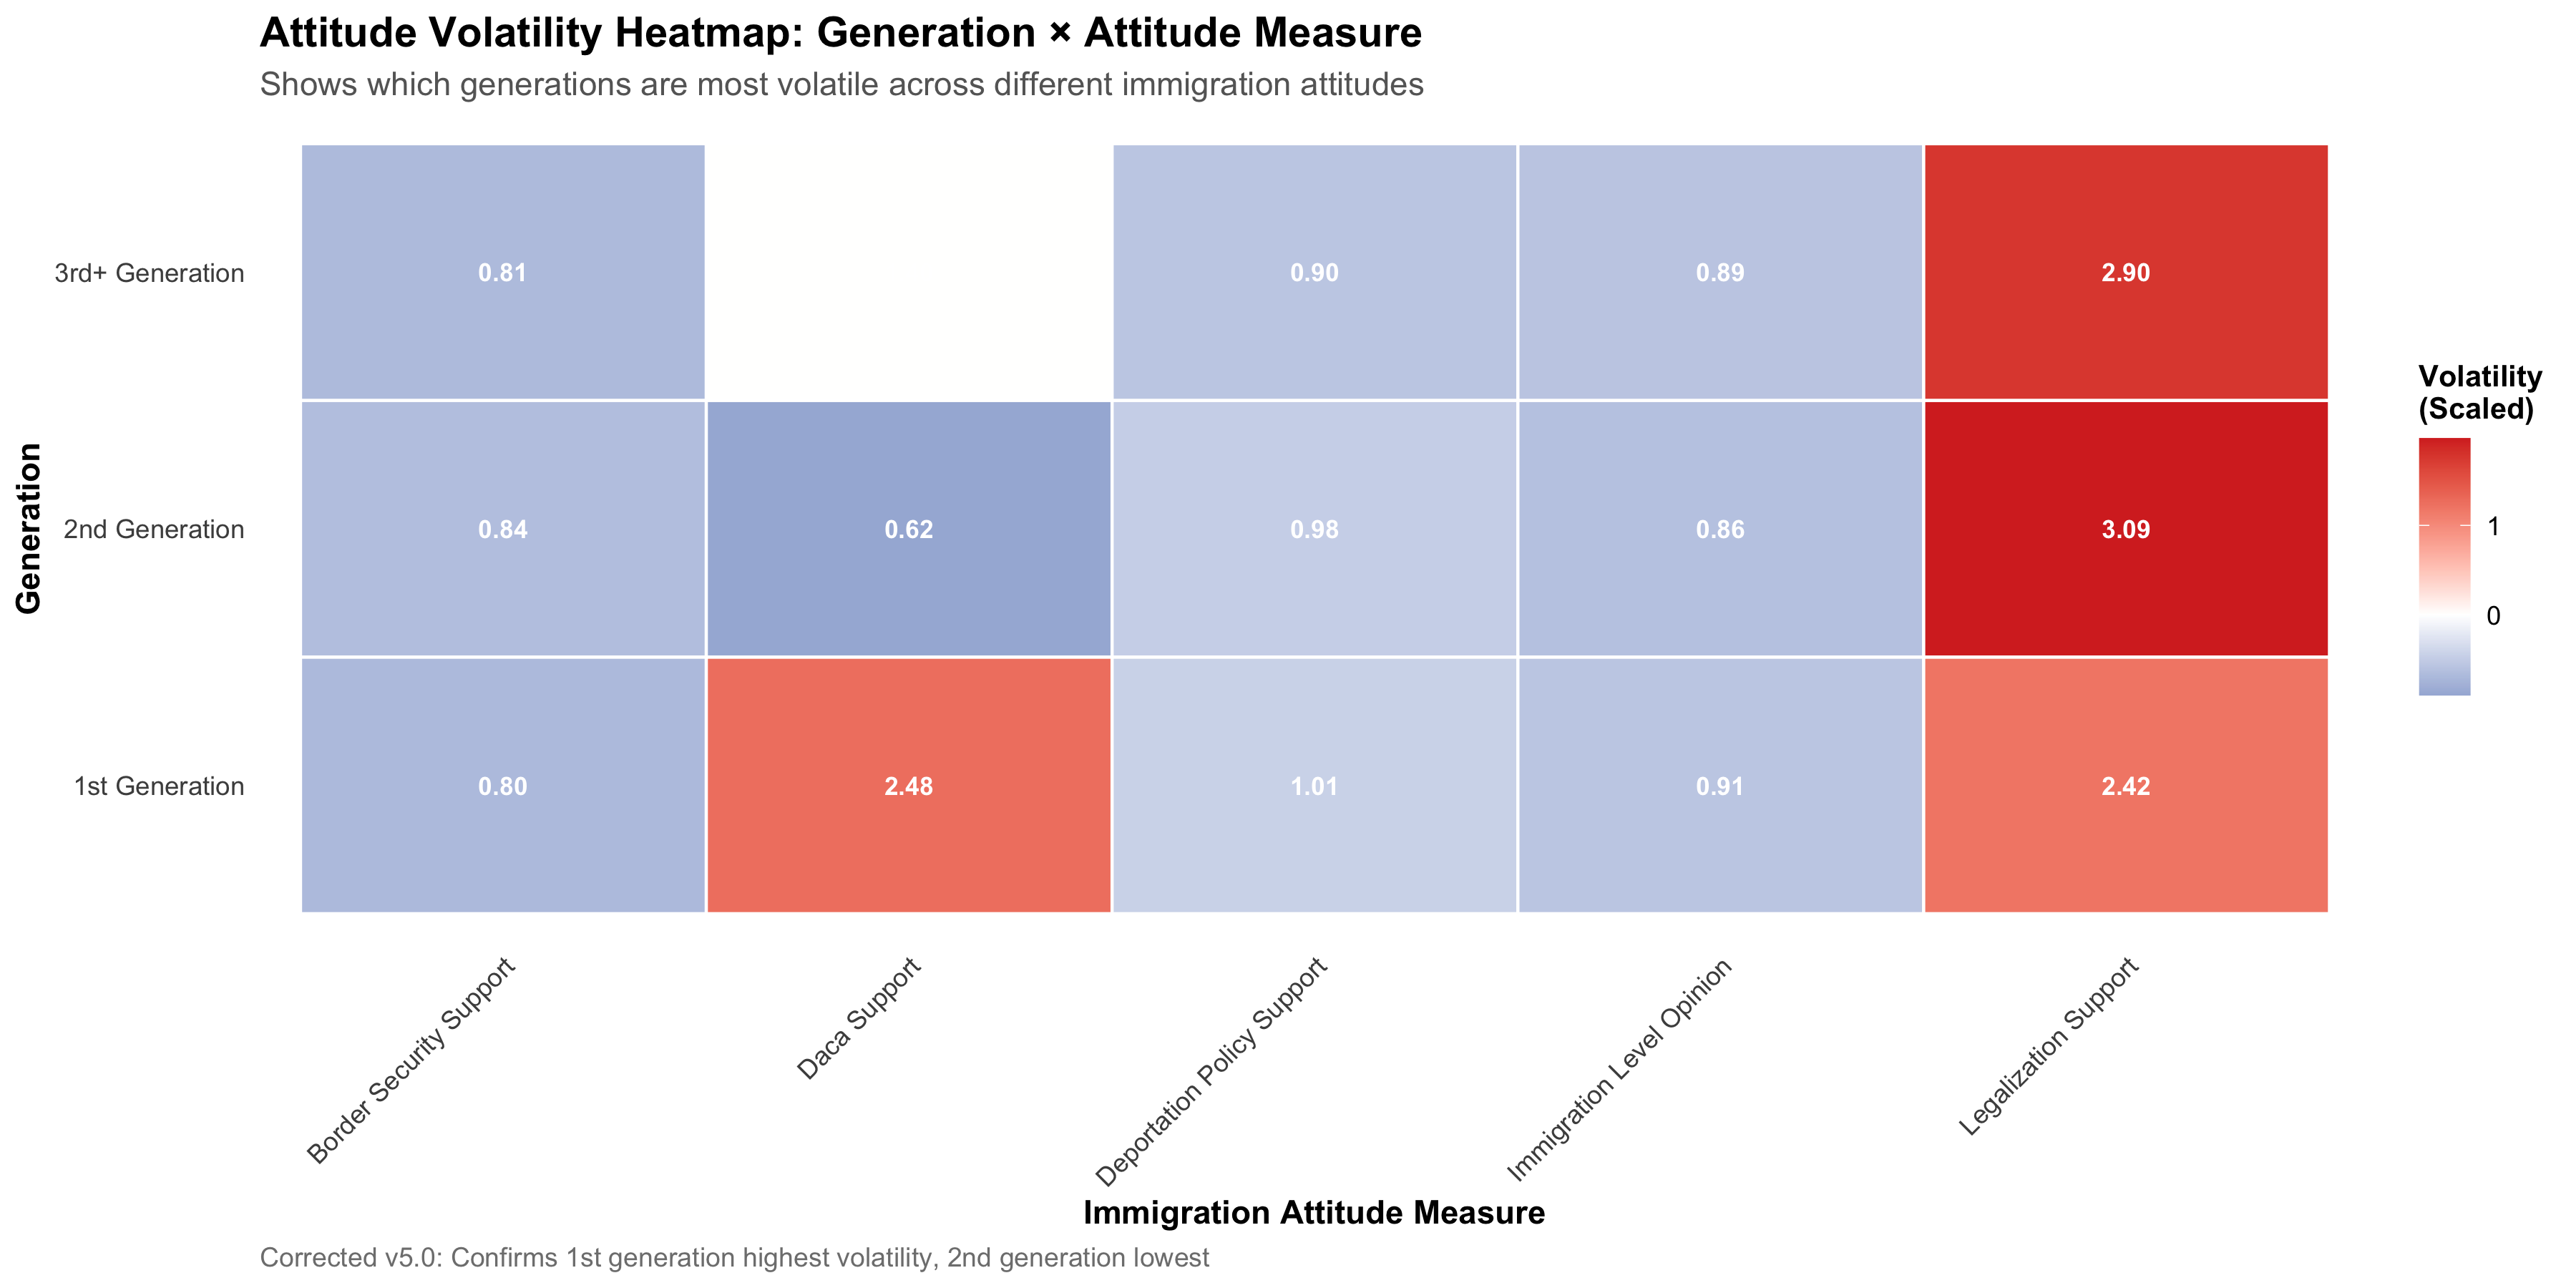 Attitude Volatility Heatmap: Generation × Attitude Measure
Shows which generations are most volatile across different immigration attitudes
Generation
3rd+ Generation
0.81
0.90
0.89
2.90
2nd Generation
0.84
0.62
0.98
0.86
3.09
1st Generation
0.80
2.48
1.01
0.91
2.42
Volatility
(Scaled)
1
0
Border Security Support
Daca Support
Deportation Policy Support
Immigration Level Opinion
Legalization Support
Immigration Attitude Measure
Corrected v5.0: Confirms 1st generation highest volatility, 2nd generation lowest